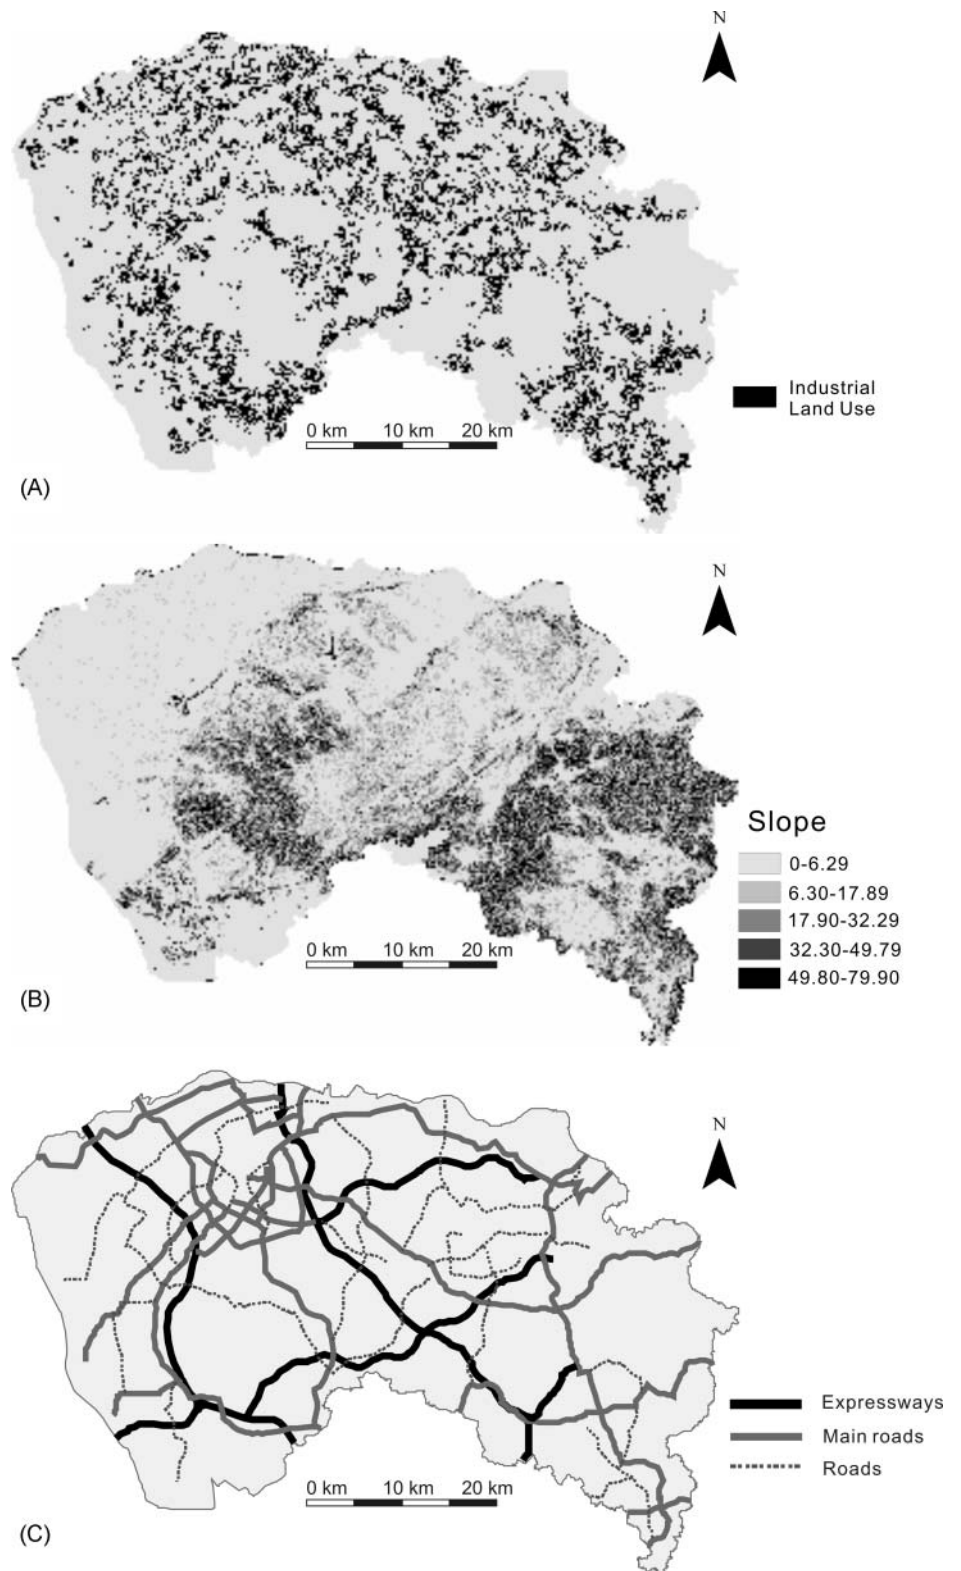 N
Industrial
Land Use
0 km 10 km 20 km
(A)
N
Slope
0-6.29
6.30-17.89
17.90-32.29
32.30-49.79
49.80-79.90
0 km 10 km 20 km
(B)
N
Expressways
Main roads
Roads
0 km 10 km 20 km
(C)